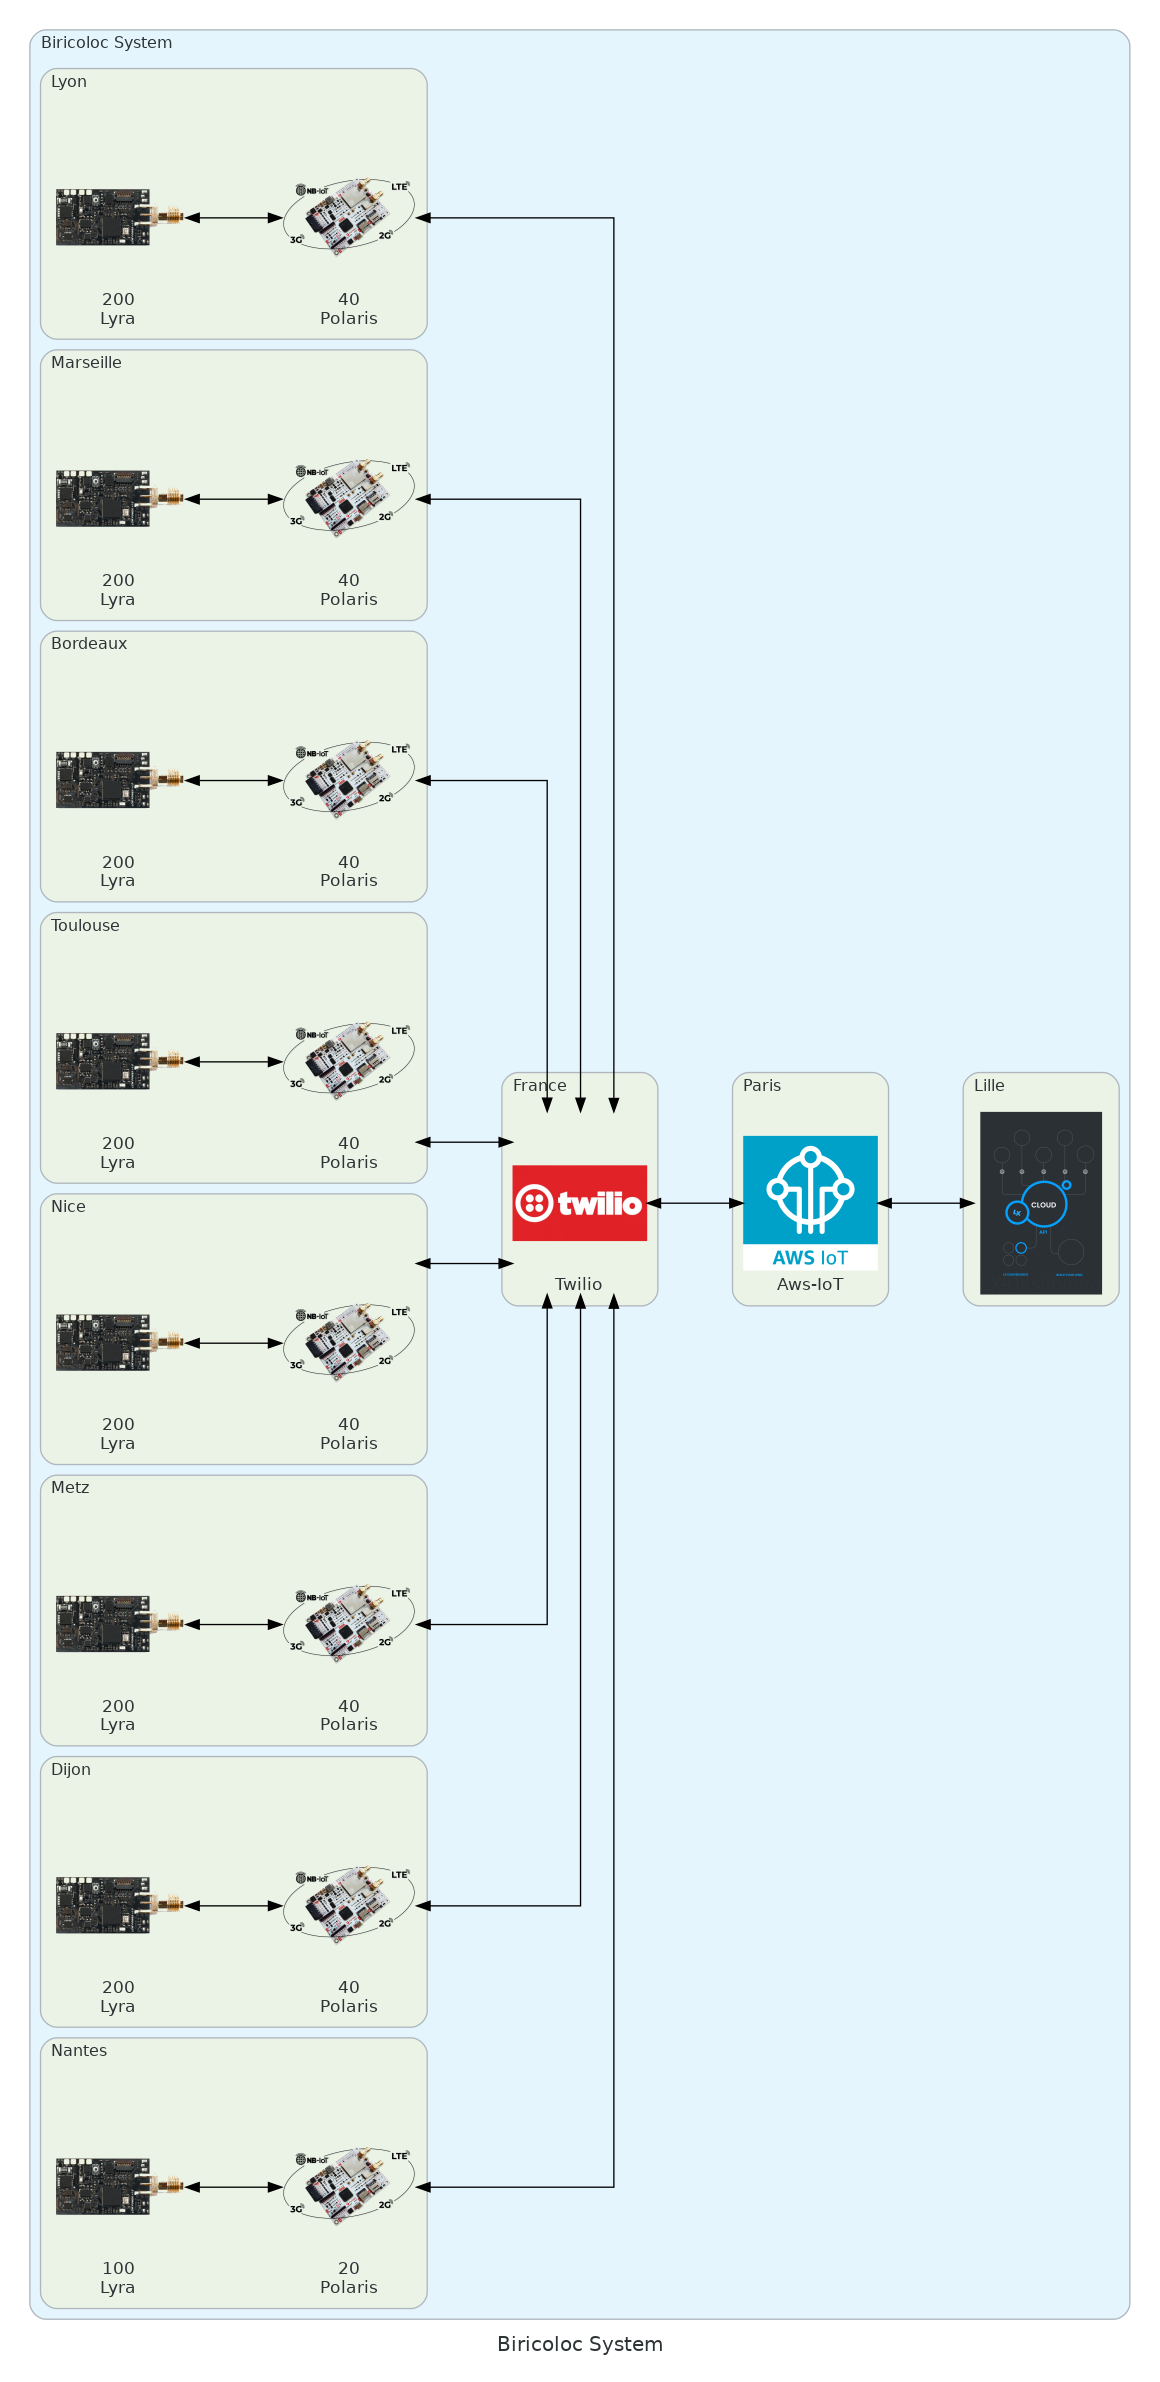 Biricoloc System
Lyon
NB-IoT
LTE
3G
2G
200
Lyra
40
Polaris
Marseille
NB-IoT
LTE
3G
2G
200
Lyra
40
Polaris
Bordeaux
NB-IoT
LTE
3G
2G
200
Lyra
40
Polaris
Toulouse
NB-IoT
LTE
3G
2G
200
Lyra
40
Polaris
France
twilio
Twilio
Paris
AWS IoT
Aws-IoT
Lille
CLOUD
API
Nice
NB-IoT
LTE
3G
2G
200
Lyra
40
Polaris
Metz
NB-IoT
LTE
3G
2G
200
Lyra
40
Polaris
Dijon
NB-IoT
LTE
3G
2G
200
Lyra
40
Polaris
Nantes
NB-IoT
LTE
3G
2G
100
Lyra
20
Polaris
Biricoloc System